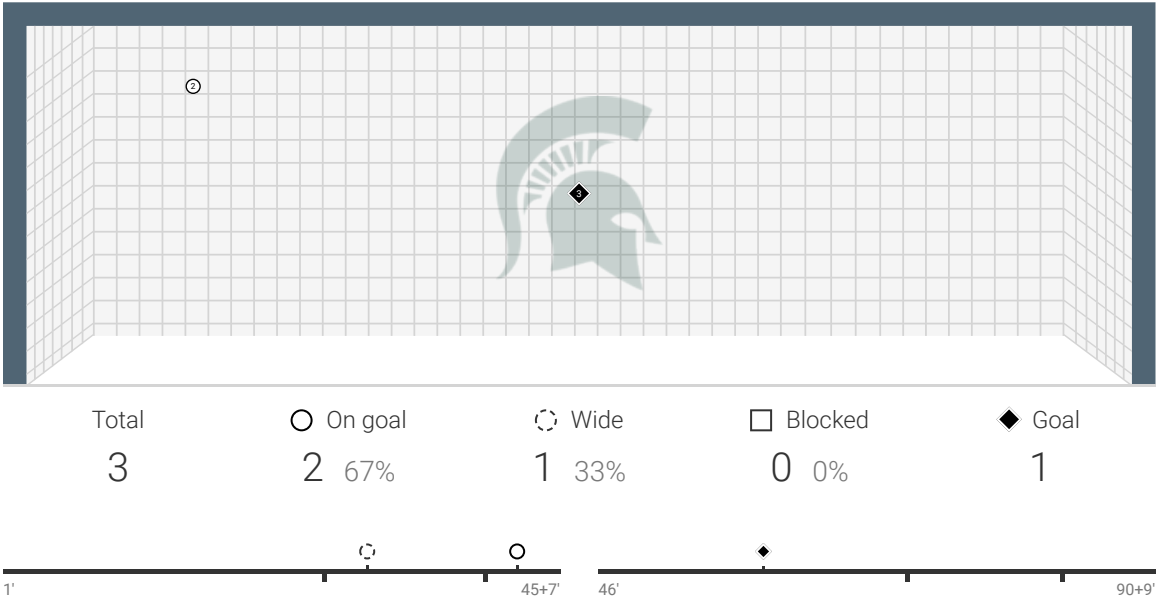 2
3
Total On goal Wide Blocked Goal
3 2 67% 1 33% 0 0% 1
1' 45+7' 46' 90+9'